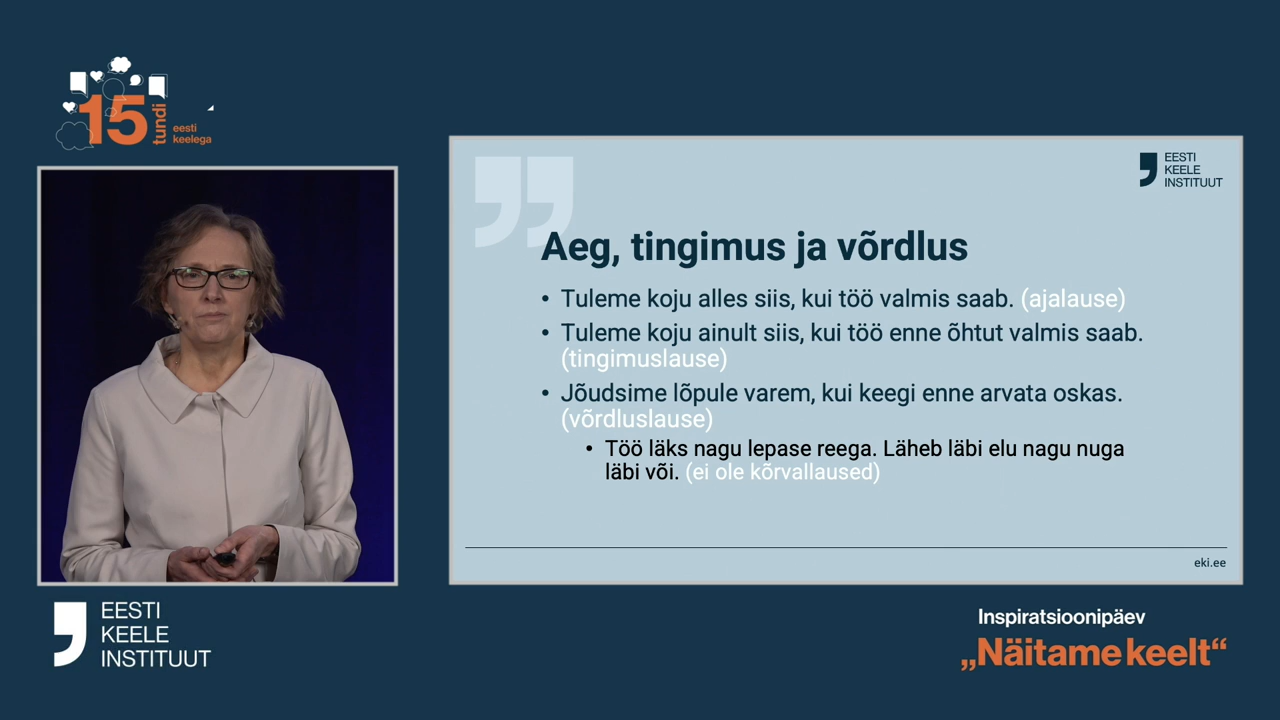 15
tundi
eesti
keelega
EESTI
KEELE
INSTITUUT
Aeg, tingimus ja võrdlus
• Tuleme koju alles siis, kui töö valmis saab. (ajalause)
• Tuleme koju ainult siis, kui töö enne õhtut valmis saab.
(tingimuslause)
• Jõudsime lõpule varem, kui keegi enne arvata oskas.
(võrdluslause)
• Töö läks nagu lepase reega. Läheb läbi elu nagu nuga
läbi või. (ei ole kõrvallaused)
eki.ee
EESTI
KEELE
INSTITUUT
Inspiratsioonipäev
„Näitame keelt“